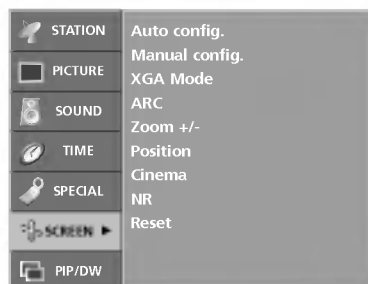 STATION
PICTURE
SOUND
TIME
SPECIAL
SCREEN ►
PIP/DW
Auto config.
Manual config.
XGA Mode
ARC
Zoom +/-
Position
Cinema
NR
Reset